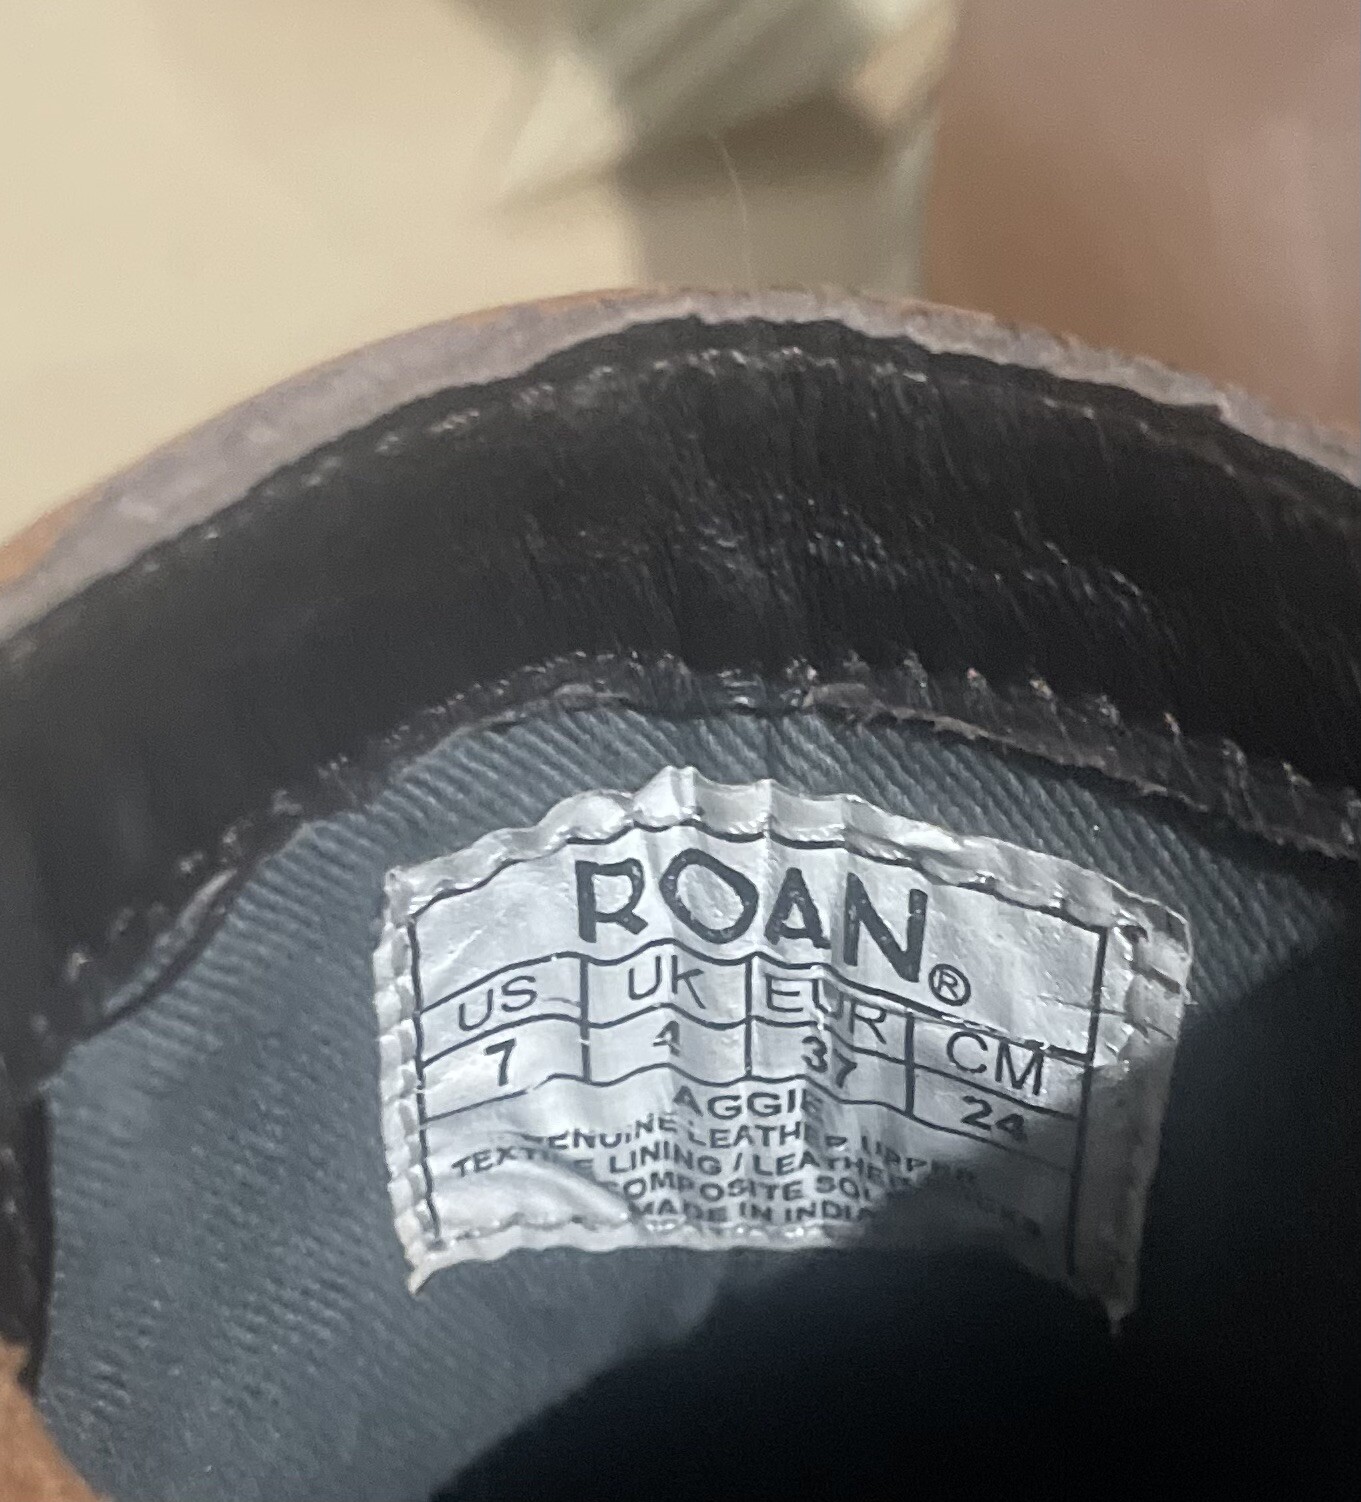 ROAN®
US UK EUR CM
7 4 37 24
AGGIE
GENUINE LEATHER UPPER
TEXTILE LINING / LEATHER
COMPOSITE SOLE
MADE IN INDIA